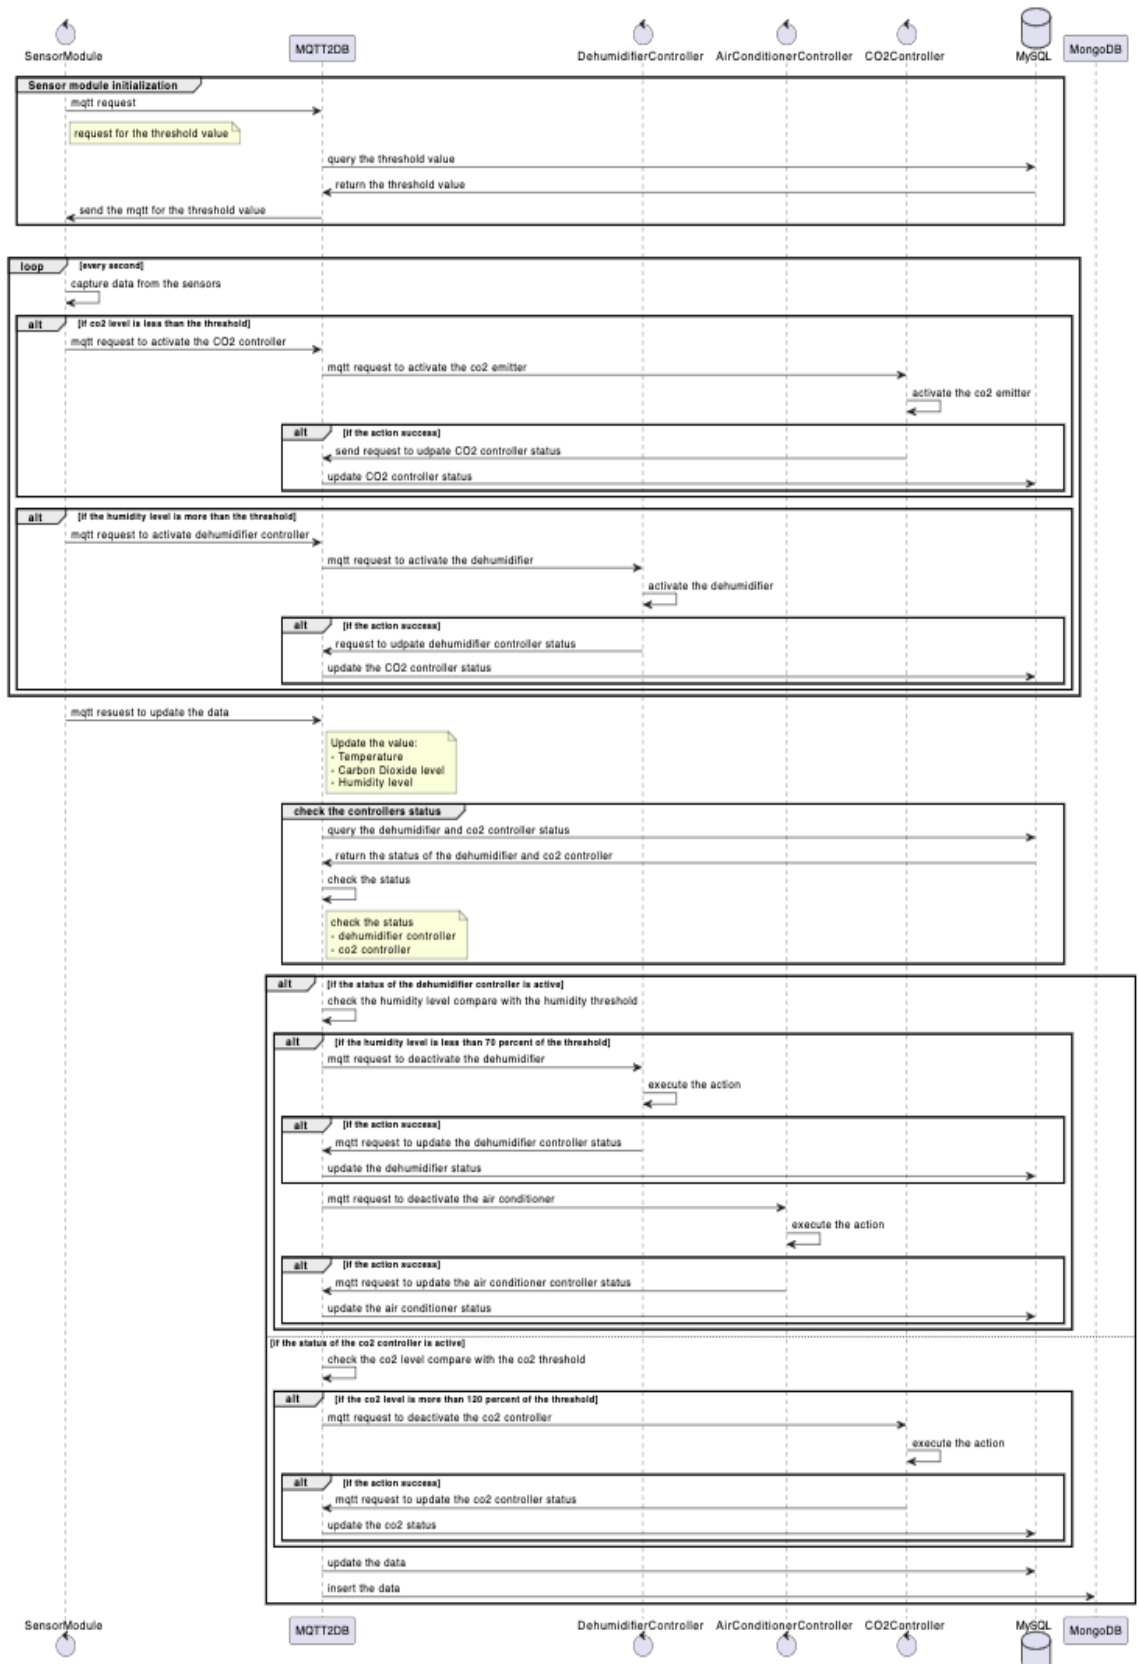 SensorModule
MQTT2DB
DehumidifierController
AirConditionerController
CO2Controller
MySQL
MongoDB
Sensor module initialization
mqtt request
request for the threshold value
query the threshold value
return the threshold value
send the mqtt for the threshold value
loop [every second]
capture data from the sensors
alt [if co2 level is less than the threshold]
mqtt request to activate the CO2 controller
mqtt request to activate the co2 emitter
activate the co2 emitter
alt [if the action success]
send request to udpate CO2 controller status
update CO2 controller status
alt [if the humidity level is more than the threshold]
mqtt request to activate dehumidifier controller
mqtt request to activate the dehumidifier
activate the dehumidifier
alt [if the action success]
request to udpate dehumidifier controller status
update the CO2 controller status
mqtt resuest to update the data
Update the value:
- Temperature
- Carbon Dioxide level
- Humidity level
check the controllers status
query the dehumidifier and co2 controller status
return the status of the dehumidifier and co2 controller
check the status
check the status
- dehumidifier controller
- co2 controller
alt [if the status of the dehumidifier controller is active]
check the humidity level compare with the humidity threshold
alt [if the humidity level is less than 70 percent of the threshold]
mqtt request to deactivate the dehumidifier
execute the action
alt [if the action success]
mqtt request to update the dehumidifier controller status
update the dehumidifier status
mqtt request to deactivate the air conditioner
execute the action
alt [if the action success]
mqtt request to update the air conditioner controller status
update the air conditioner status
[if the status of the co2 controller is active]
check the co2 level compare with the co2 threshold
alt [if the co2 level is more than 120 percent of the threshold]
mqtt request to deactivate the co2 controller
execute the action
alt [if the action success]
mqtt request to update the co2 controller status
update the co2 status
update the data
insert the data
SensorModule
MQTT2DB
DehumidifierController
AirConditionerController
CO2Controller
MySQL
MongoDB